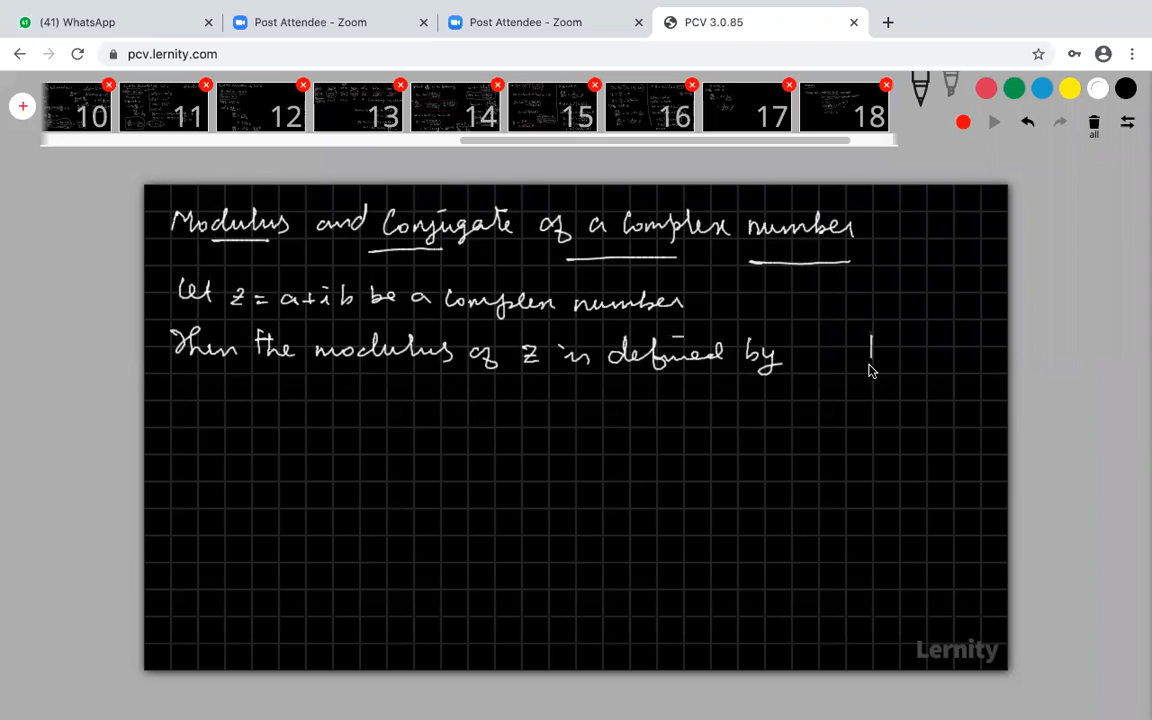 (41) WhatsApp
Post Attendee - Zoom
Post Attendee - Zoom
PCV 3.0.85
pcv.lernity.com
10
11
12
13
14
15
16
17
18
all
Modulus and Conjugate of a complex number
Let z = a+ib be a complex number
Then the modulus of z is defined by |
Lernity